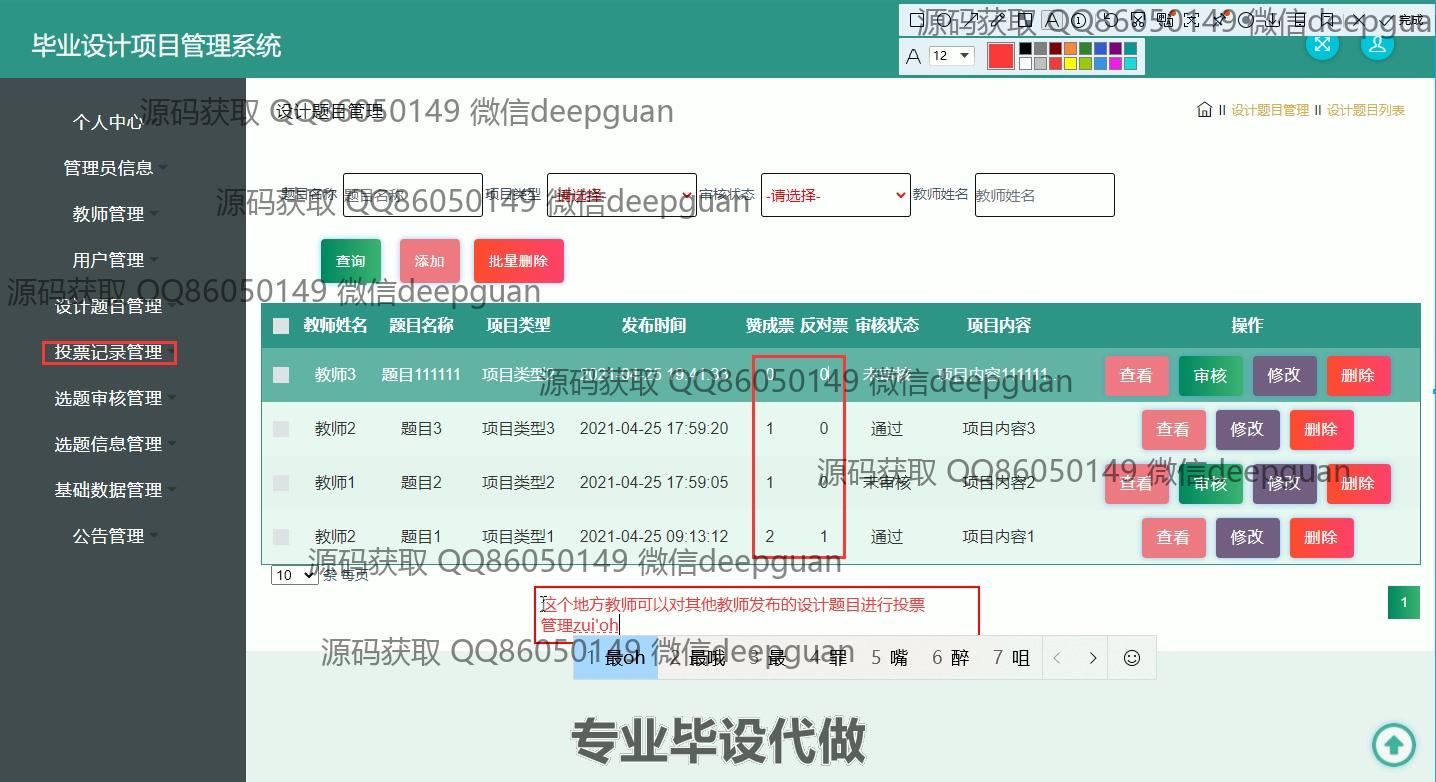 毕业设计项目管理系统
源码获取 QQ86050149 微信deepguan
完成
A 12
源码获取 QQ86050149 微信deepguan
个人中心
管理员信息
教师管理
用户管理
设计题目管理
投票记录管理
选题审核管理
选题信息管理
基础数据管理
公告管理
设计题目管理
设计题目管理 设计题目列表
源码获取 QQ86050149 微信deepguan
题目名称 题目名称 项目类型 -请选择- 审核状态 -请选择- 教师姓名 教师姓名
查询 添加 批量删除
源码获取 QQ86050149 微信deepguan
教师姓名 题目名称 项目类型 发布时间 赞成票 反对票 审核状态 项目内容 操作
教师3 题目111111 项目类型2 2021-04-25 19:41:33 0 0 未审核 项目内容111111 查看 审核 修改 删除
源码获取 QQ86050149 微信deepguan
教师2 题目3 项目类型3 2021-04-25 17:59:20 1 0 通过 项目内容3 查看 修改 删除
源码获取 QQ86050149 微信deepguan
教师1 题目2 项目类型2 2021-04-25 17:59:05 1 0 未审核 项目内容2 查看 审核 修改 删除
教师2 题目1 项目类型1 2021-04-25 09:13:12 2 1 通过 项目内容1 查看 修改 删除
源码获取 QQ86050149 微信deepguan
10 条 每页
1
这个地方教师可以对其他教师发布的设计题目进行投票
管理zui'oh
源码获取 QQ86050149 微信deepguan
1 最oh 2 最哦 3 最 4 罪 5 嘴 6 醉 7 咀
专业毕设代做